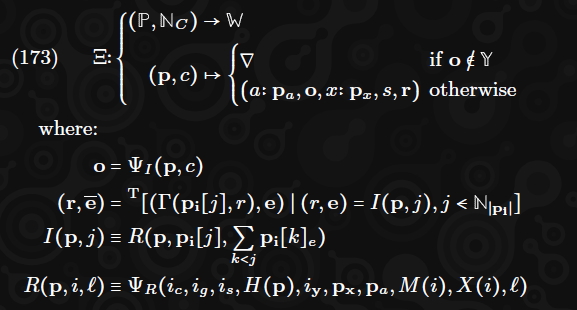 (173) Ξ: { (ℙ, ℕ_C) → 𝕎
(𝐩, c) ↦ { ∇ if 𝐨 ∉ 𝕐
(a: 𝐩_a, 𝐨, x: 𝐩_x, s, 𝐫) otherwise
where:
𝐨 = Ψ_I(𝐩, c)
(𝐫, 𝐞̅) = ᵀ[(Γ(𝐩_𝐢[j], r), 𝐞) | (r, 𝐞) = I(𝐩, j), j ⋲ ℕ_|𝐩_𝐢|]
I(𝐩, j) ≡ R(𝐩, 𝐩_𝐢[j], ∑_{k<j} 𝐩_𝐢[k]_e)
R(𝐩, i, ℓ) ≡ Ψ_R(i_c, i_g, i_s, H(𝐩), i_𝐲, 𝐩_𝐱, 𝐩_𝐚, M(i), X(i), ℓ)